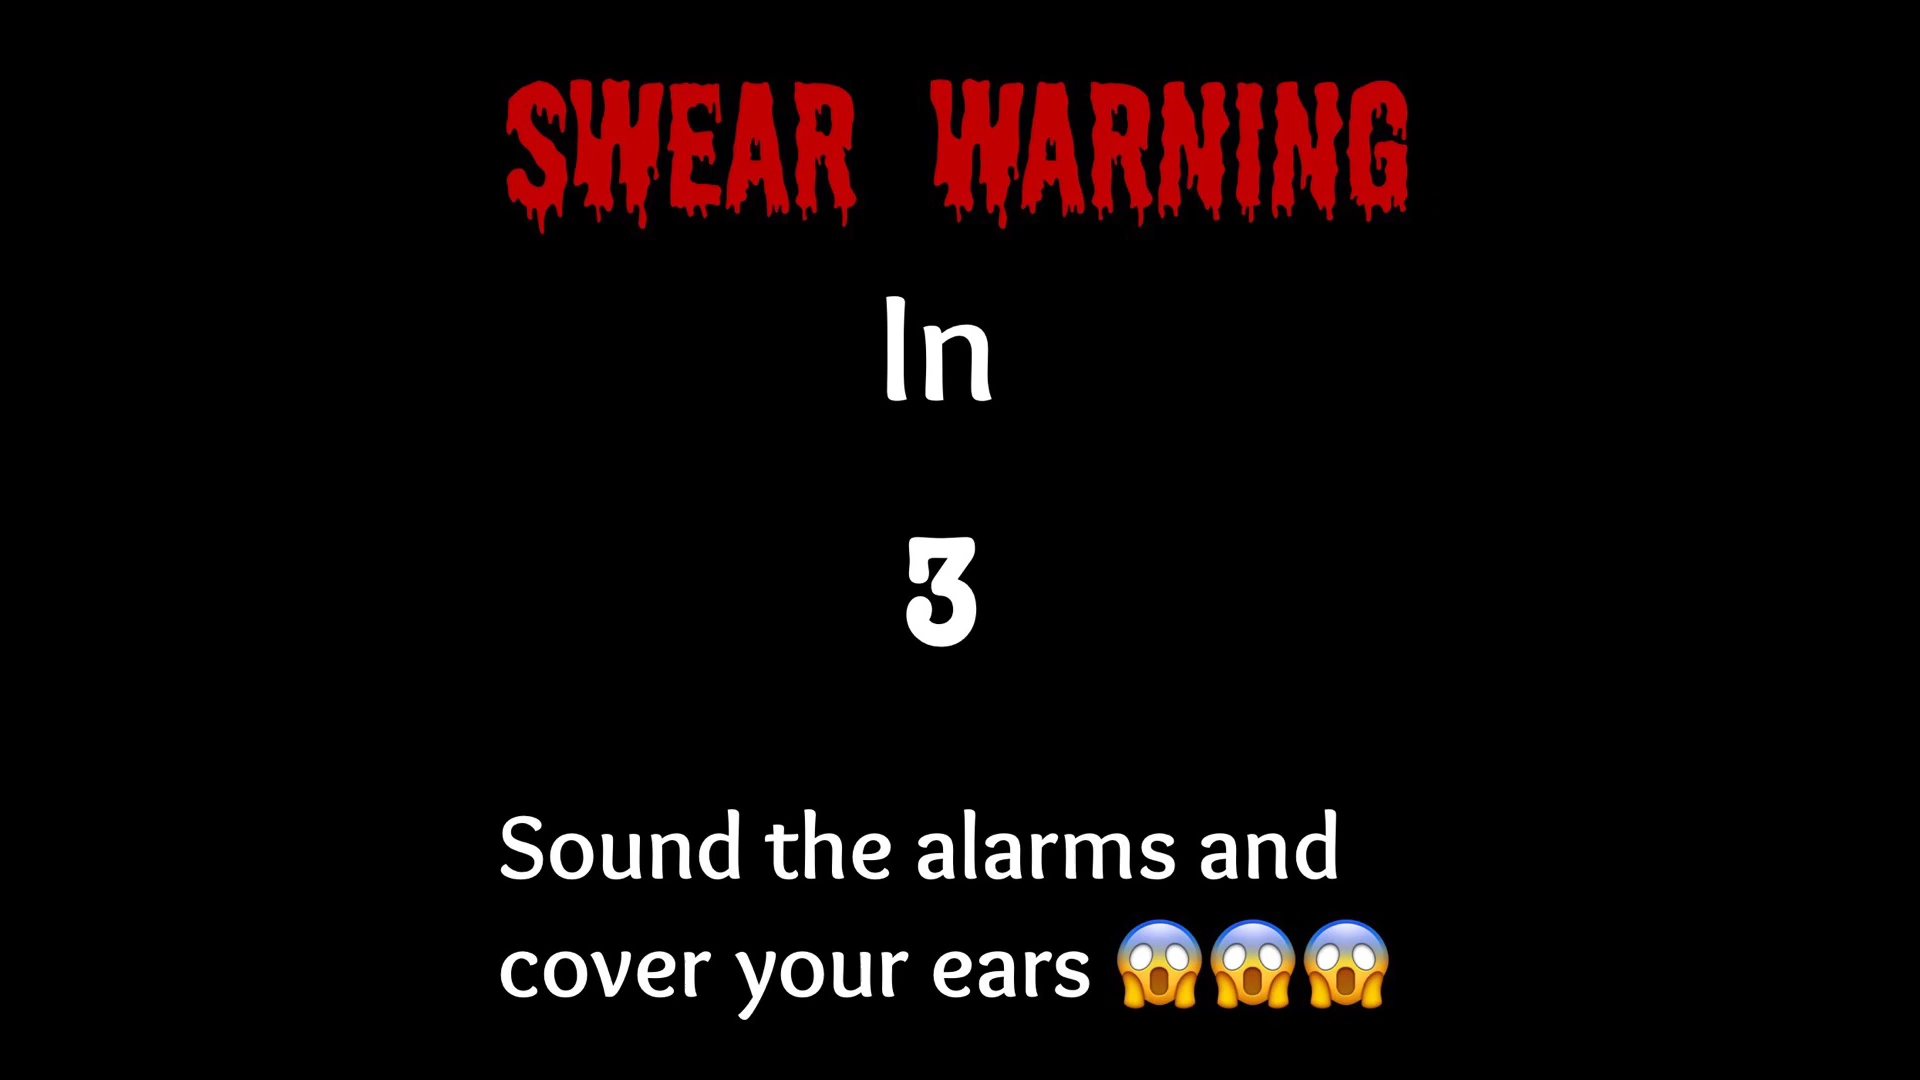 SWEAR WARNING
In
3
Sound the alarms and
cover your ears 😱😱😱